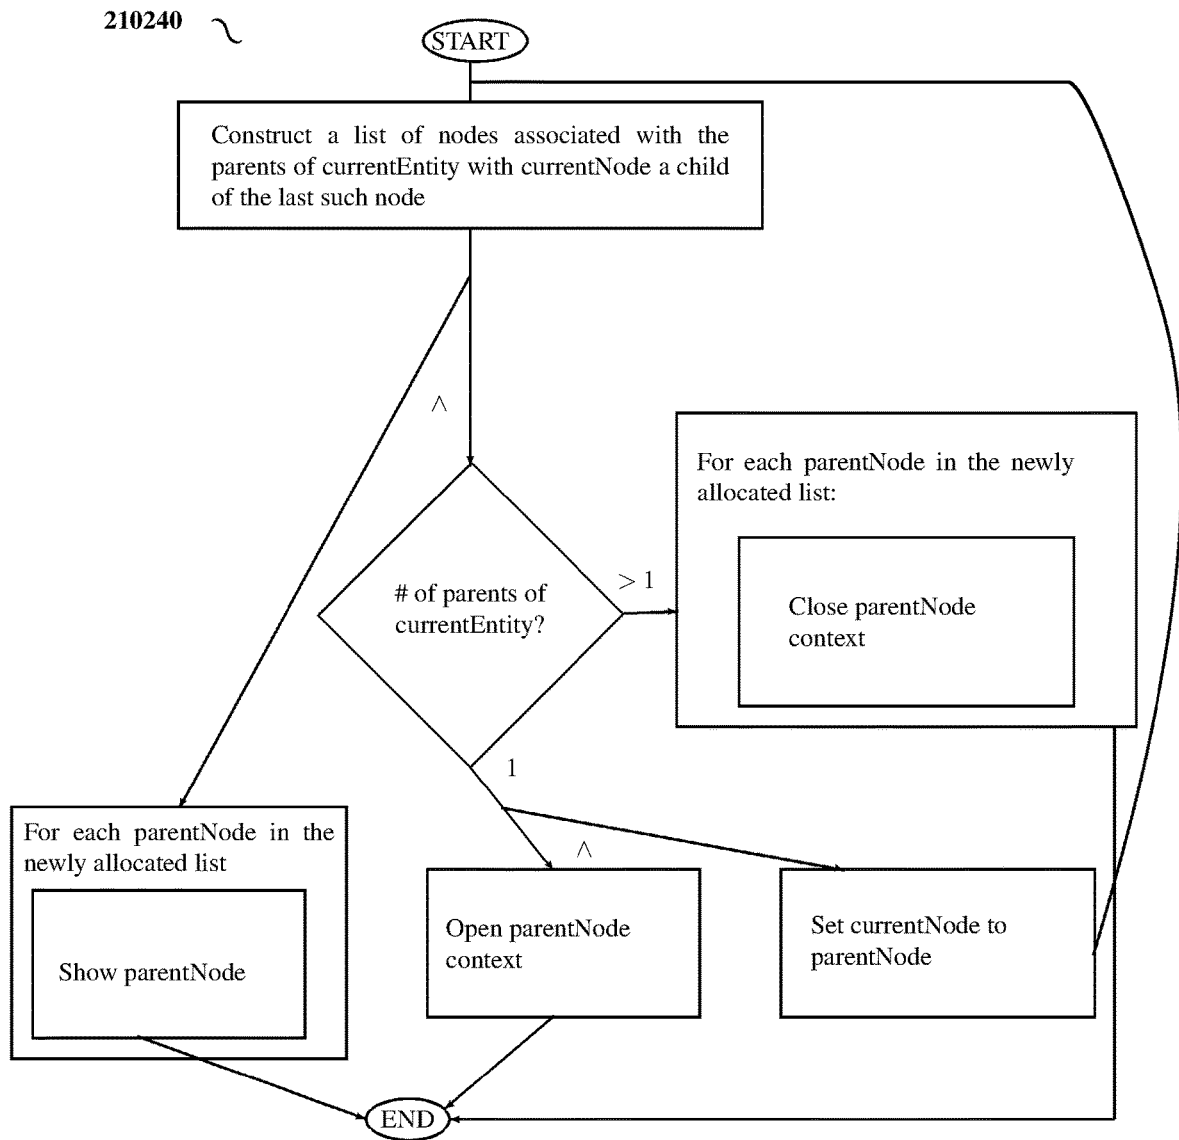 210240
START
Construct a list of nodes associated with the
parents of currentEntity with currentNode a child
of the last such node
∧
For each parentNode in the newly
allocated list:
# of parents of
currentEntity?
> 1
Close parentNode
context
1
∧
For each parentNode in the
newly allocated list
Show parentNode
Open parentNode
context
Set currentNode to
parentNode
END